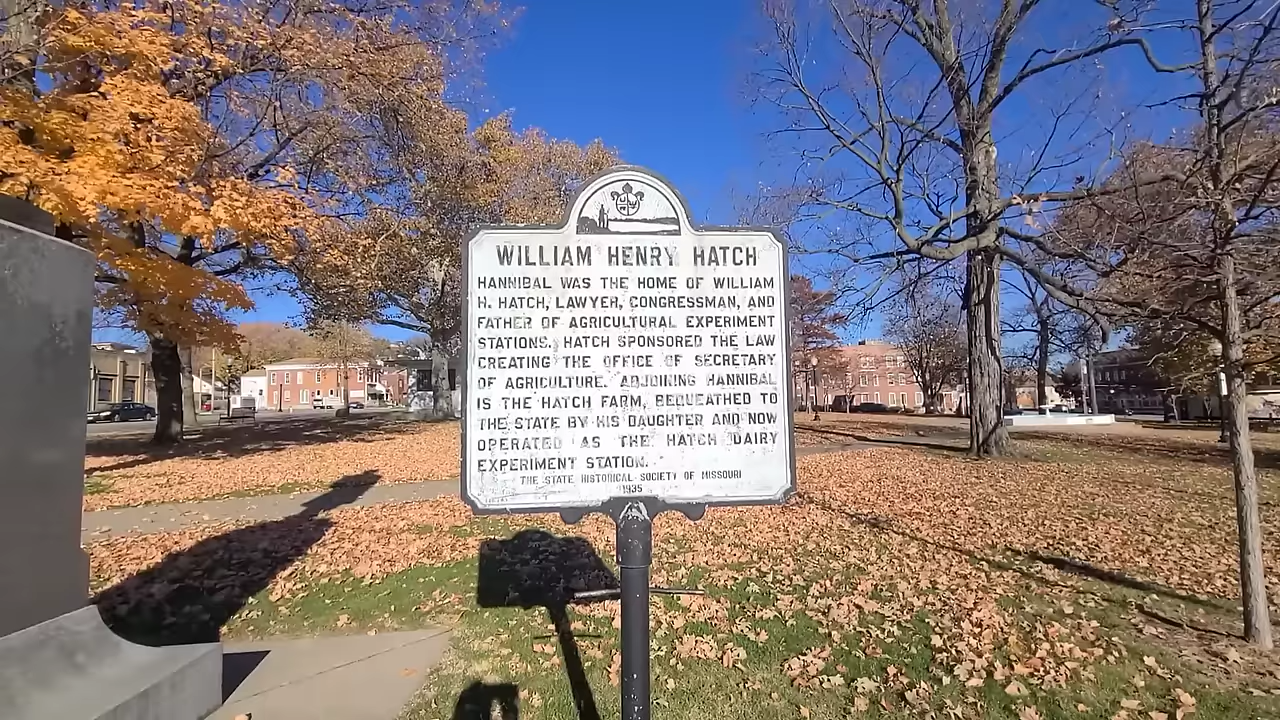 WILLIAM HENRY HATCH
HANNIBAL WAS THE HOME OF WILLIAM
H. HATCH, LAWYER, CONGRESSMAN, AND
FATHER OF AGRICULTURAL EXPERIMENT
STATIONS. HATCH SPONSORED THE LAW
CREATING THE OFFICE OF SECRETARY
OF AGRICULTURE. ADJOINING HANNIBAL
IS THE HATCH FARM, BEQUEATHED TO
THE STATE BY HIS DAUGHTER AND NOW
OPERATED AS THE HATCH DAIRY
EXPERIMENT STATION.
THE STATE HISTORICAL SOCIETY OF MISSOURI
1935